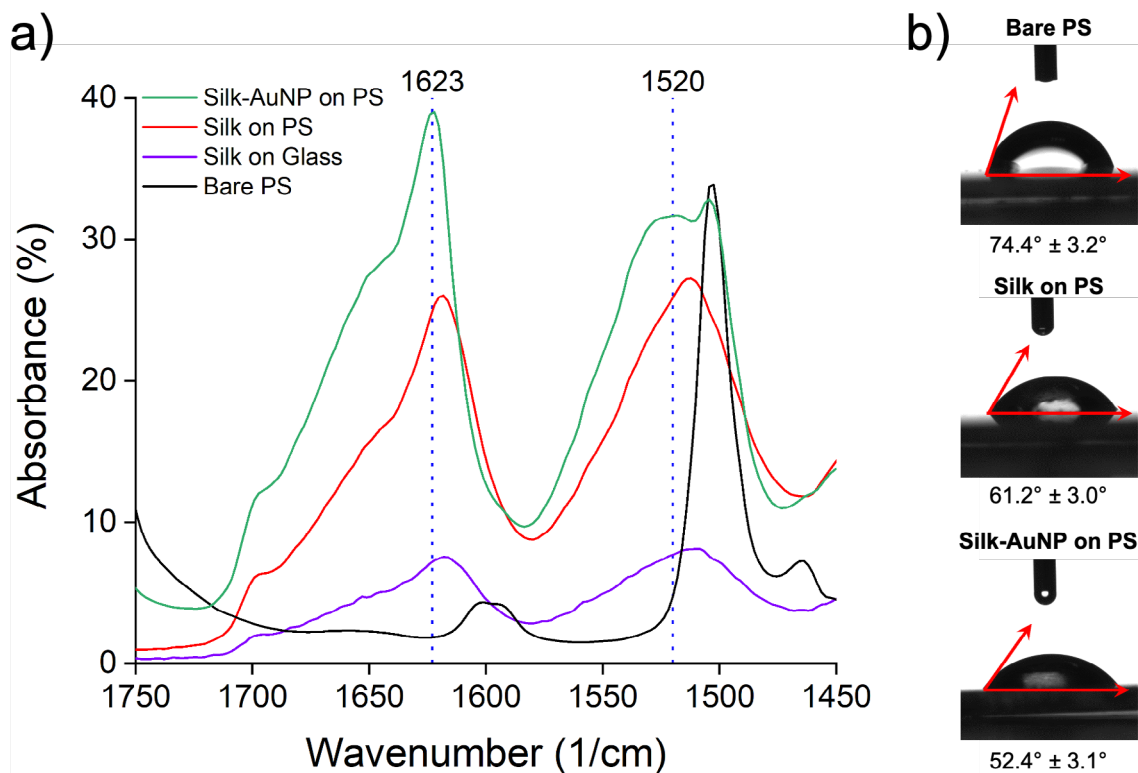 a)
1623
1520
40
30
20
10
0
Silk-AuNP on PS
Silk on PS
Silk on Glass
Bare PS
Absorbance (%)
1750
1700
1650
1600
1550
1500
1450
Wavenumber (1/cm)
b)
Bare PS
74.4° ± 3.2°
Silk on PS
61.2° ± 3.0°
Silk-AuNP on PS
52.4° ± 3.1°